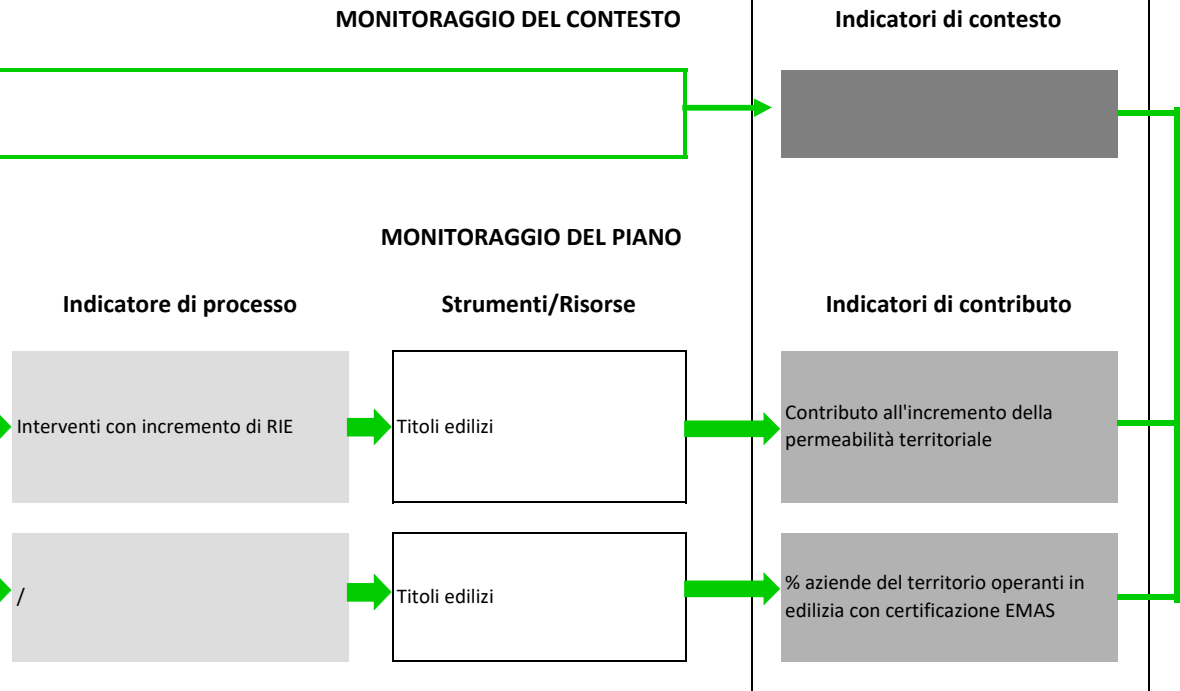 MONITORAGGIO DEL CONTESTO
Indicatori di contesto
MONITORAGGIO DEL PIANO
Indicatore di processo
Strumenti/Risorse
Indicatori di contributo
Interventi con incremento di RIE
Titoli edilizi
Contributo all'incremento della
permeabilità territoriale
/
Titoli edilizi
% aziende del territorio operanti in
edilizia con certificazione EMAS